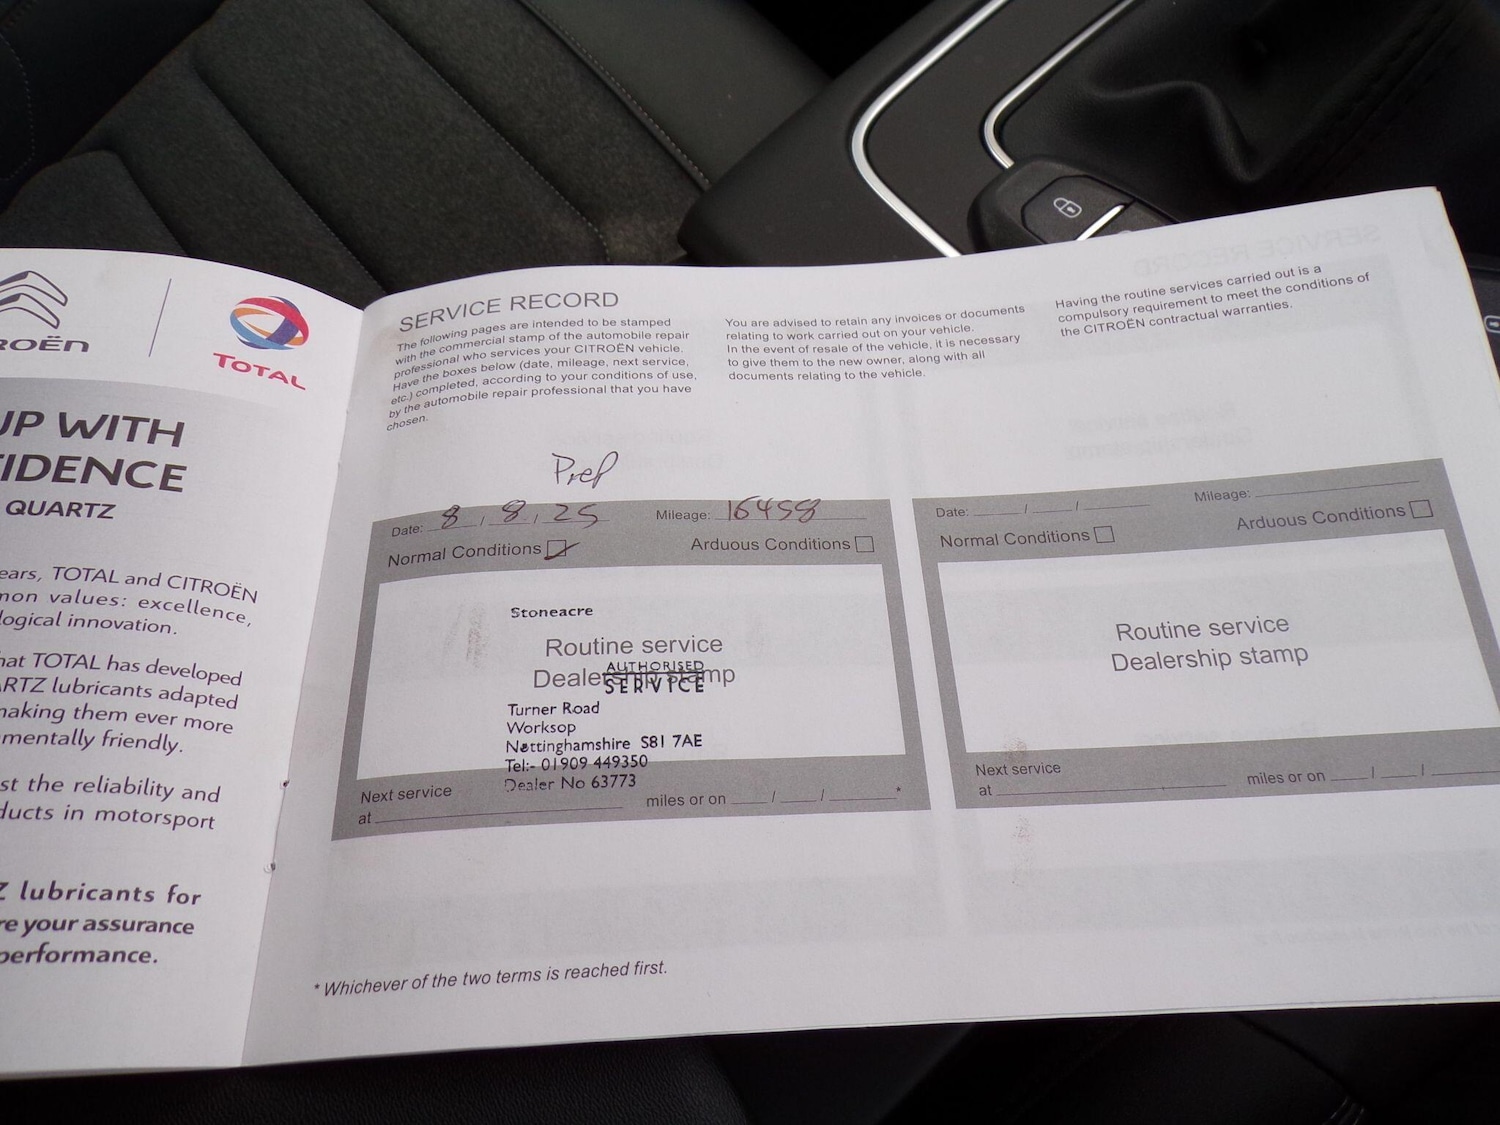 ROËN
TOTAL
UP WITH
IDENCE
QUARTZ
ears, TOTAL and CITROËN
mon values: excellence,
logical innovation.
hat TOTAL has developed
ARTZ lubricants adapted
making them ever more
mentally friendly.
st the reliability and
ducts in motorsport
Z lubricants for
re your assurance
performance.
SERVICE RECORD
The following pages are intended to be stamped
with the commercial stamp of the automobile repair
professional who services your CITROËN vehicle.
Have the boxes below (date, mileage, next service,
etc.) completed, according to your conditions of use,
by the automobile repair professional that you have
chosen.
You are advised to retain any invoices or documents
relating to work carried out on your vehicle.
In the event of resale of the vehicle, it is necessary
to give them to the new owner, along with all
documents relating to the vehicle.
Having the routine services carried out is a
compulsory requirement to meet the conditions of
the CITROËN contractual warranties.
Prep
Date: 8 / 8 / 25 Mileage: 16458
Normal Conditions Arduous Conditions
Stoneacre
Routine service
AUTHORISED
Dealership stamp
SERVICE
Turner Road
Worksop
Nottinghamshire S81 7AE
Tel:- 01909 449350
Dealer No 63773
Next service
at miles or on / / *
Date: / / Mileage:
Normal Conditions Arduous Conditions
Routine service
Dealership stamp
Next service
at miles or on / /
* Whichever of the two terms is reached first.